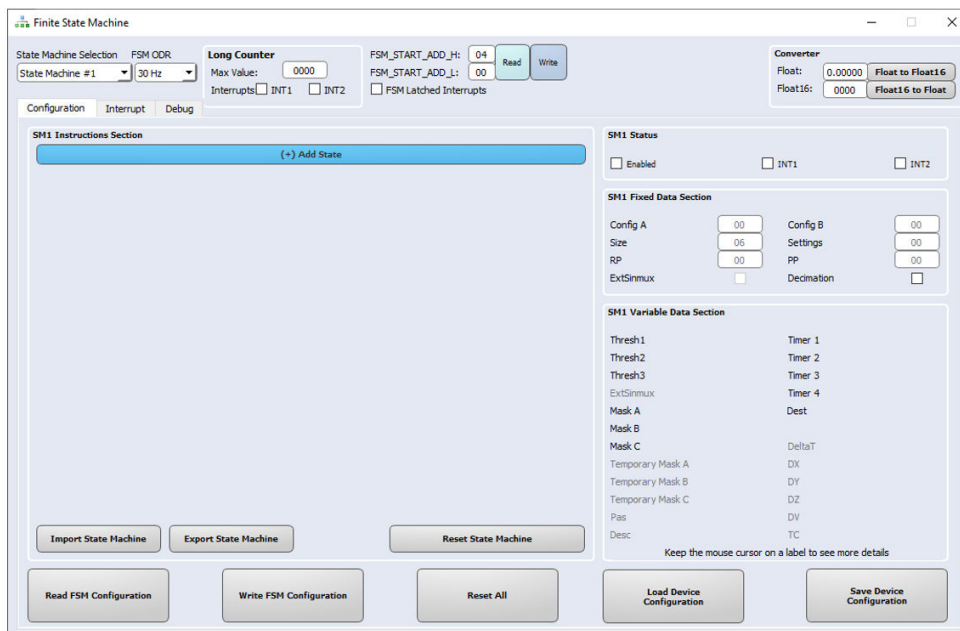 Finite State Machine
State Machine Selection FSM ODR
State Machine #1 30 Hz
Long Counter
Max Value: 0000
Interrupts INT1 INT2
FSM_START_ADD_H: 04
FSM_START_ADD_L: 00
Read Write
FSM Latched Interrupts
Converter
Float: 0.00000 Float to Float16
Float16: 0000 Float16 to Float
Configuration Interrupt Debug
SM1 Instructions Section
(+) Add State
Import State Machine Export State Machine Reset State Machine
SM1 Status
Enabled INT1 INT2
SM1 Fixed Data Section
Config A 00 Config B 00
Size 06 Settings 00
RP 00 PP 00
ExtSinmux Decimation
SM1 Variable Data Section
Thresh1 Timer 1
Thresh2 Timer 2
Thresh3 Timer 3
ExtSinmux Timer 4
Mask A Dest
Mask B
Mask C DeltaT
Temporary Mask A DX
Temporary Mask B DY
Temporary Mask C DZ
Pas DV
Desc TC
Keep the mouse cursor on a label to see more details
Read FSM Configuration Write FSM Configuration Reset All
Load Device
Configuration
Save Device
Configuration